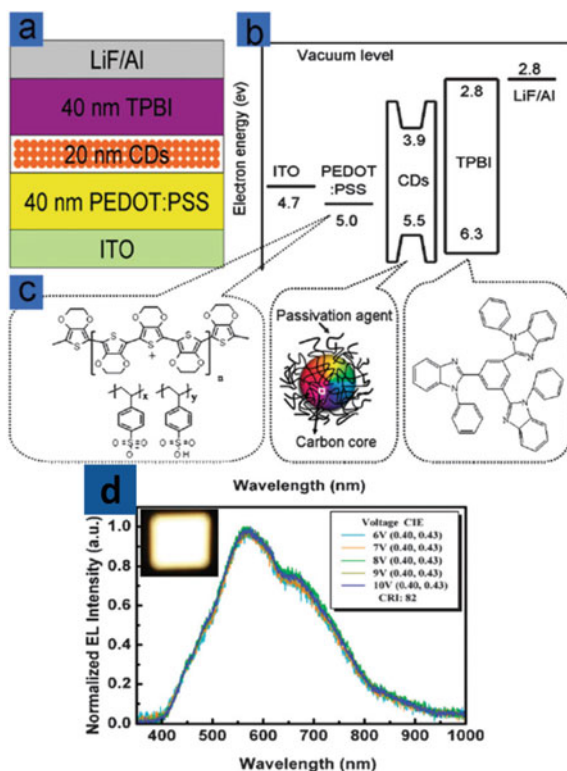 a
LiF/Al
40 nm TPBI
20 nm CDs
40 nm PEDOT:PSS
ITO
b
Electron energy (ev)
Vacuum level
2.8
LiF/Al
2.8
TPBI
6.3
3.9
CDs
5.5
ITO
4.7
PEDOT
:PSS
5.0
c
n
x
y
Passivation agent
Carbon core
Wavelength (nm)
d
Normalized EL Intensity (a.u.)
1.0
0.8
0.6
0.4
0.2
0.0
Voltage CIE
6V (0.40, 0.43)
7V (0.40, 0.43)
8V (0.40, 0.43)
9V (0.40, 0.43)
10V (0.40, 0.43)
CRI: 82
400 500 600 700 800 900 1000
Wavelength (nm)